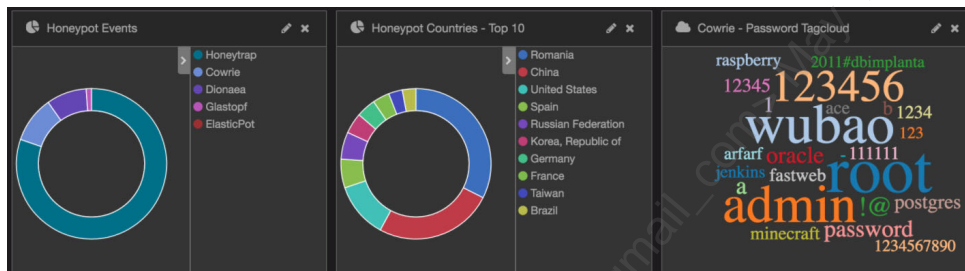 Honeypot Events
Honeytrap
Cowrie
Dionaea
Glastopf
ElasticPot
Honeypot Countries - Top 10
Romania
China
United States
Spain
Russian Federation
Korea, Republic of
Germany
France
Taiwan
Brazil
Cowrie - Password Tagcloud
raspberry 2011#dbimplanta
12345 123456
1 ace b 1234
wubao 123
arfarf oracle - 111111
jenkins fastweb root
a admin !@ postgres
minecraft password
1234567890